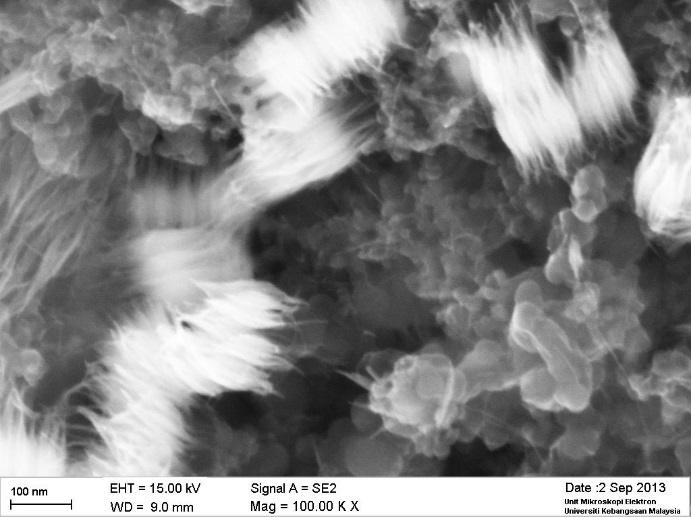 100 nm
EHT = 15.00 kV
WD = 9.0 mm
Signal A = SE2
Mag = 100.00 K X
Date :2 Sep 2013
Unit Mikroskopi Elektron
Universiti Kebangsaan Malaysia